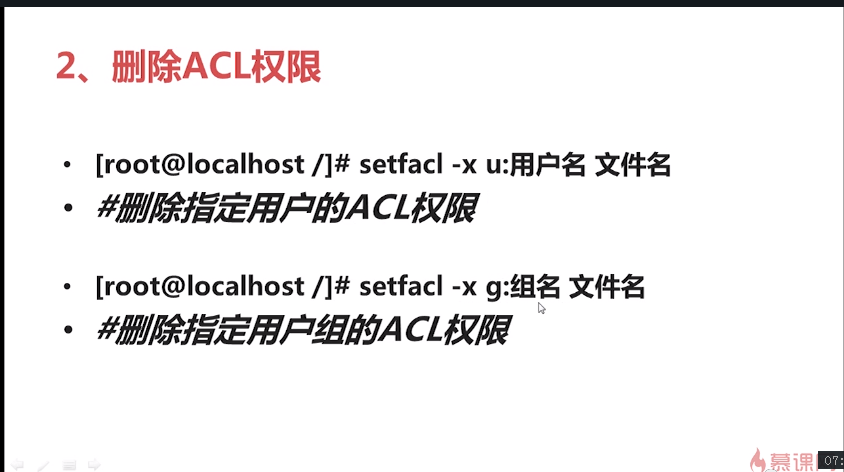 2、删除ACL权限
• [root@localhost /]# setfacl -x u:用户名 文件名
• #删除指定用户的ACL权限
• [root@localhost /]# setfacl -x g:组名 文件名
• #删除指定用户组的ACL权限
慕课
07: